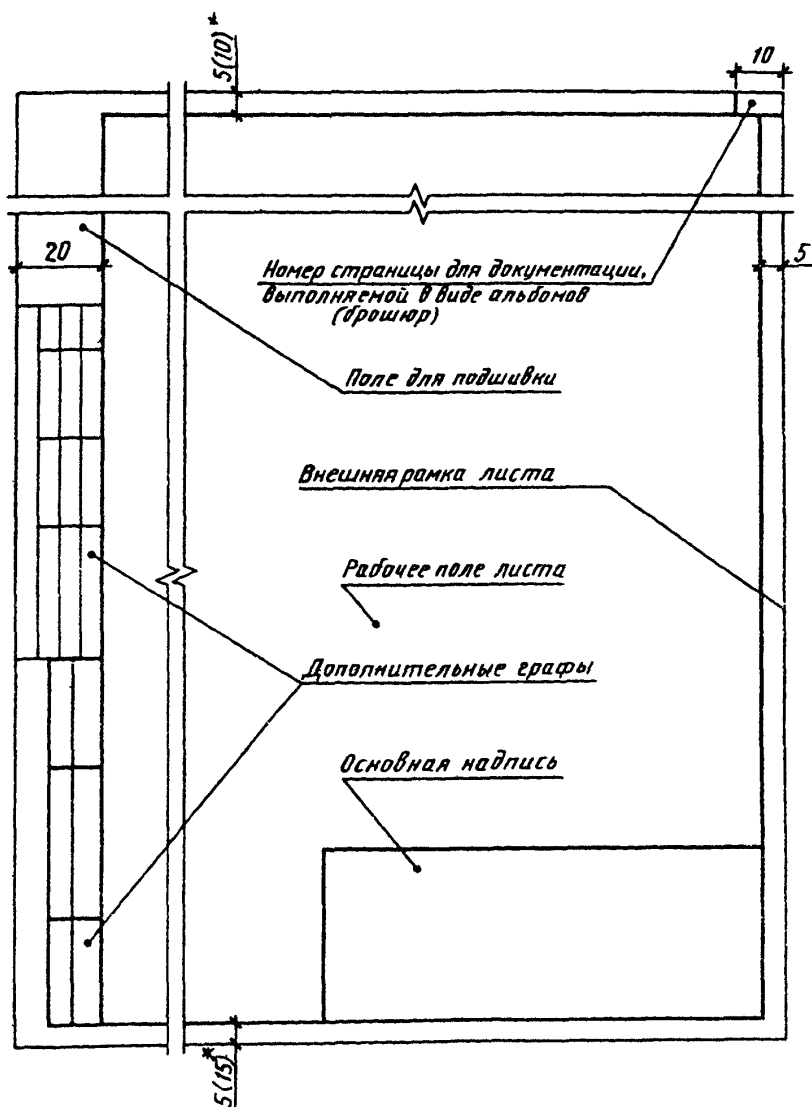 5(10)*
10
20
5
Номер страницы для документации,
выполняемой в виде альбомов
(брошюр)
Поле для подшивки
Внешняя рамка листа
Рабочее поле листа
Дополнительные графы
Основная надпись
5(15)*